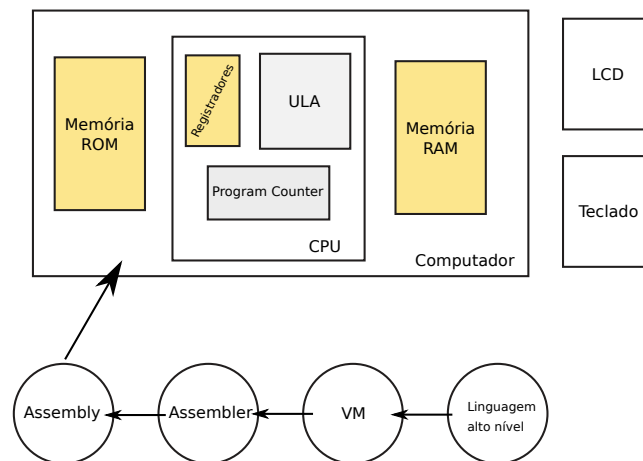 Memória
ROM
Registradores
ULA
Program Counter
CPU
Memória
RAM
Computador
LCD
Teclado
Assembly
Assembler
VM
Linguagem
alto nível